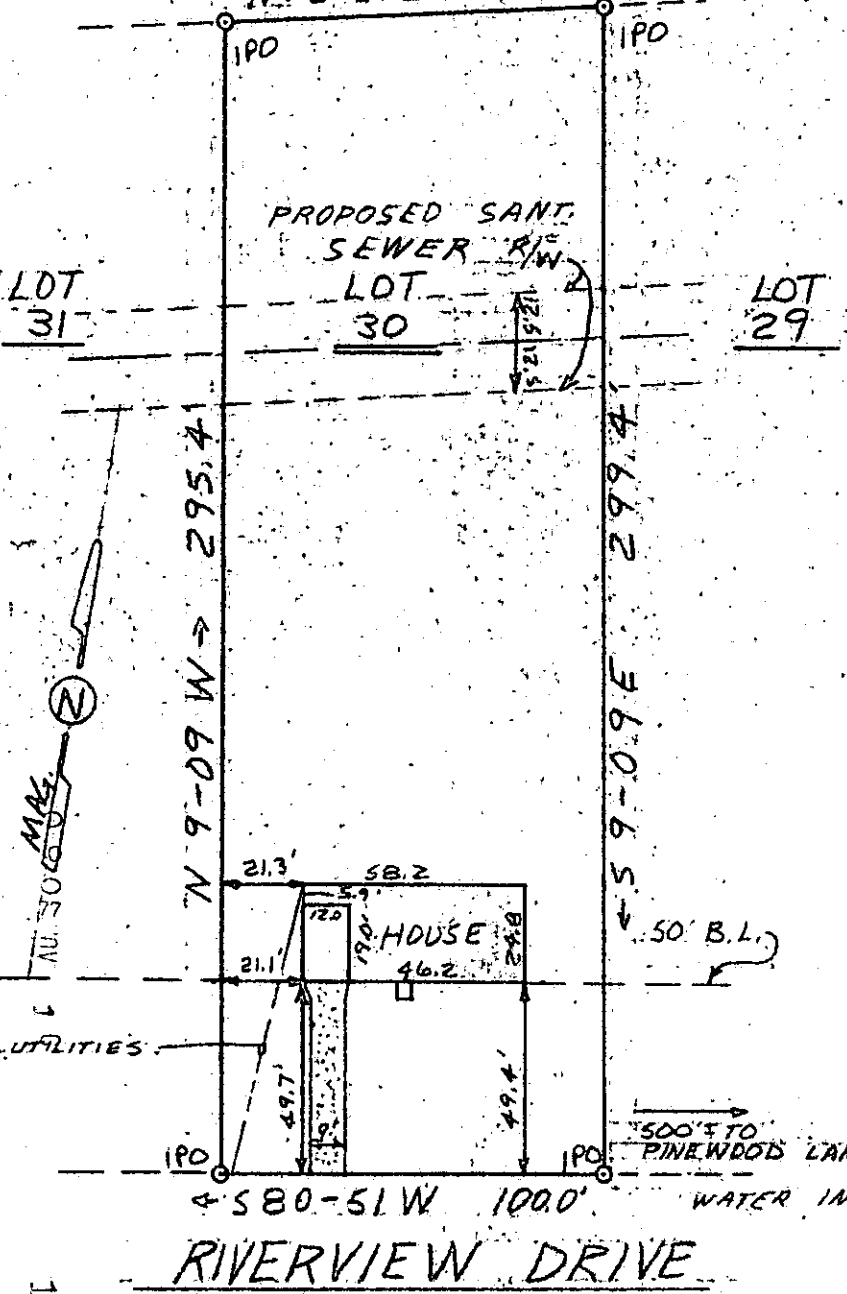 IPO
IPO
PROPOSED SANT.
SEWER R/W
LOT
31
LOT
30
LOT
29
12.5' 12.5'
N 9-09 W → 295.4'
← S 9-09 E 299.4'
MAG.
N
21.3'
58.2
5.9'
12.0
19.0'
HOUSE
24.8
21.1'
46.2
50' B.L.
UTILITIES
49.7'
9'
49.4'
IPO
IPO
500' ± TO
PINEWOOD
← S 80-51 W 100.0'
WATER
RIVERVIEW DRIVE